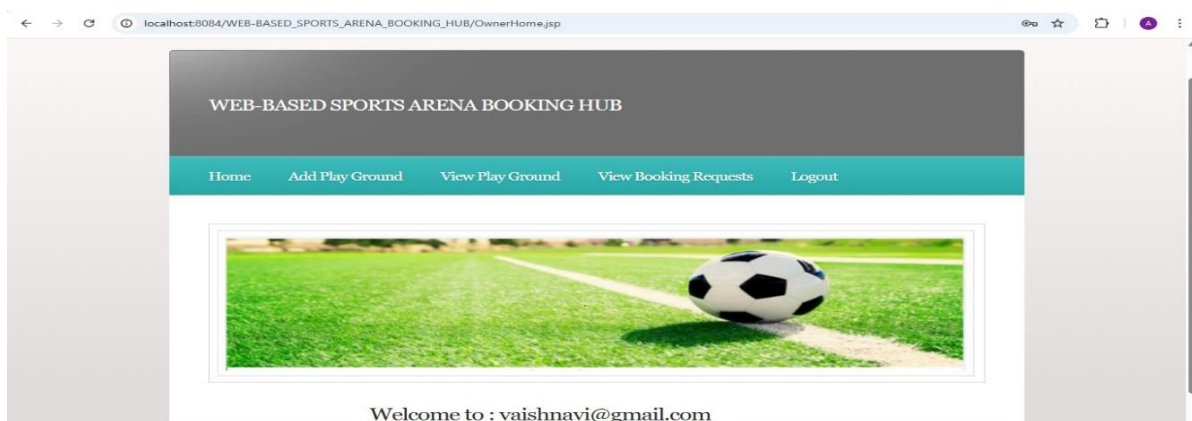 localhost:8084/WEB-BASED_SPORTS_ARENA_BOOKING_HUB/OwnerHome.jsp
A
WEB-BASED SPORTS ARENA BOOKING HUB
Home Add Play Ground View Play Ground View Booking Requests Logout
Welcome to : vaishnavi@gmail.com